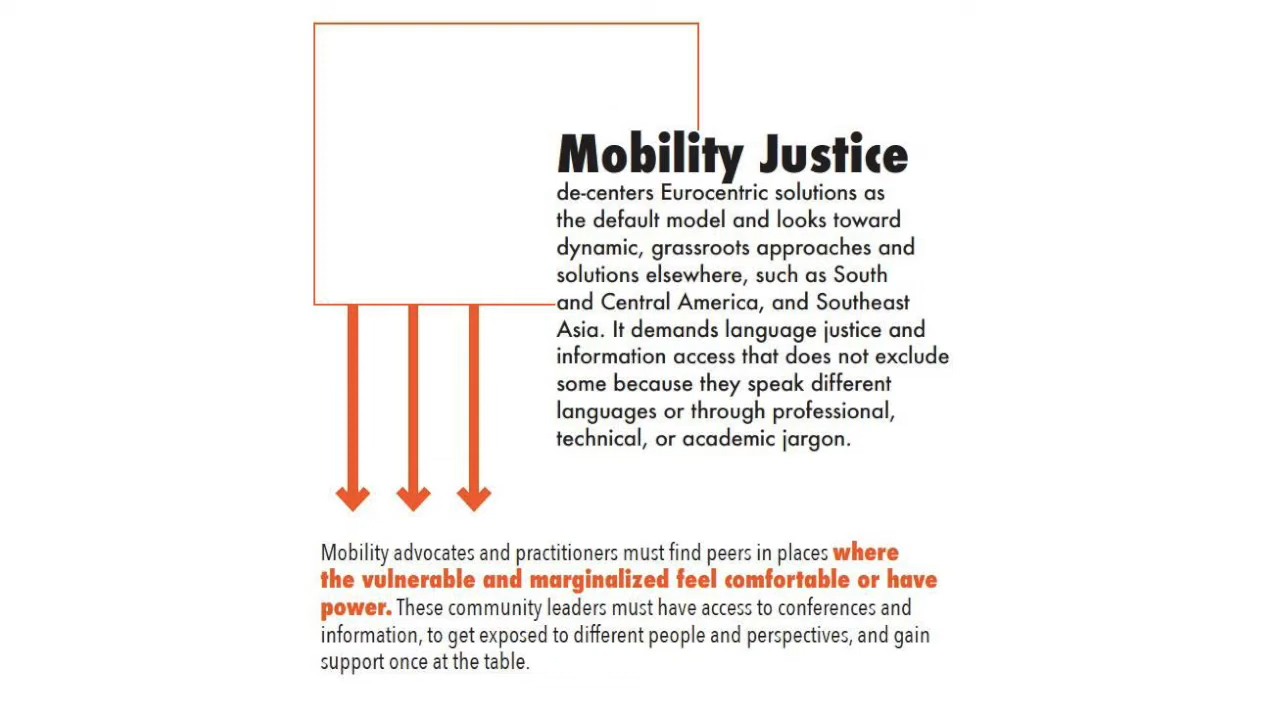 Mobility Justice
de-centers Eurocentric solutions as
the default model and looks toward
dynamic, grassroots approaches and
solutions elsewhere, such as South
and Central America, and Southeast
Asia. It demands language justice and
information access that does not exclude
some because they speak different
languages or through professional,
technical, or academic jargon.
Mobility advocates and practitioners must find peers in places where
the vulnerable and marginalized feel comfortable or have
power. These community leaders must have access to conferences and
information, to get exposed to different people and perspectives, and gain
support once at the table.